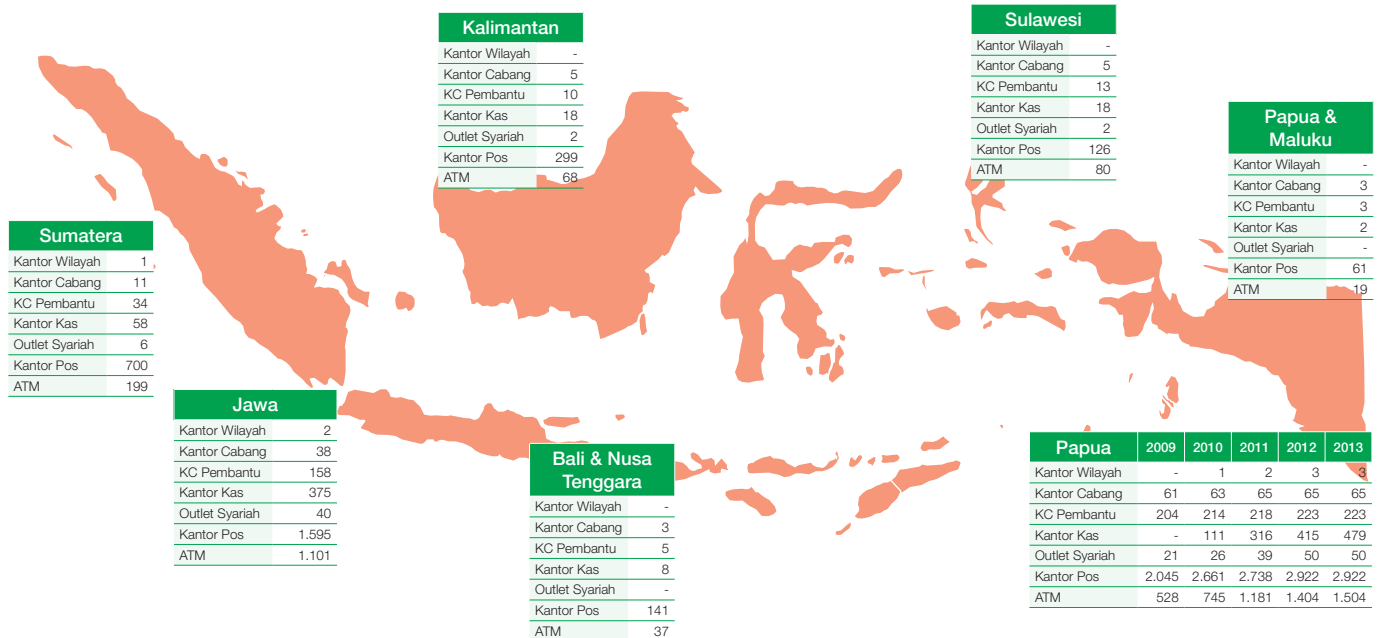 Kalimantan
Kantor Wilayah -
Kantor Cabang 5
KC Pembantu 10
Kantor Kas 18
Outlet Syariah 2
Kantor Pos 299
ATM 68
Sulawesi
Kantor Wilayah -
Kantor Cabang 5
KC Pembantu 13
Kantor Kas 18
Outlet Syariah 2
Kantor Pos 126
ATM 80
Papua &
Maluku
Kantor Wilayah -
Kantor Cabang 3
KC Pembantu 3
Kantor Kas 2
Outlet Syariah -
Kantor Pos 61
ATM 19
Sumatera
Kantor Wilayah 1
Kantor Cabang 11
KC Pembantu 34
Kantor Kas 58
Outlet Syariah 6
Kantor Pos 700
ATM 199
Jawa
Kantor Wilayah 2
Kantor Cabang 38
KC Pembantu 158
Kantor Kas 375
Outlet Syariah 40
Kantor Pos 1.595
ATM 1.101
Bali & Nusa
Tenggara
Kantor Wilayah -
Kantor Cabang 3
KC Pembantu 5
Kantor Kas 8
Outlet Syariah -
Kantor Pos 141
ATM 37
Papua 2009 2010 2011 2012 2013
Kantor Wilayah - 1 2 3 3
Kantor Cabang 61 63 65 65 65
KC Pembantu 204 214 218 223 223
Kantor Kas - 111 316 415 479
Outlet Syariah 21 26 39 50 50
Kantor Pos 2.045 2.661 2.738 2.922 2.922
ATM 528 745 1.181 1.404 1.504